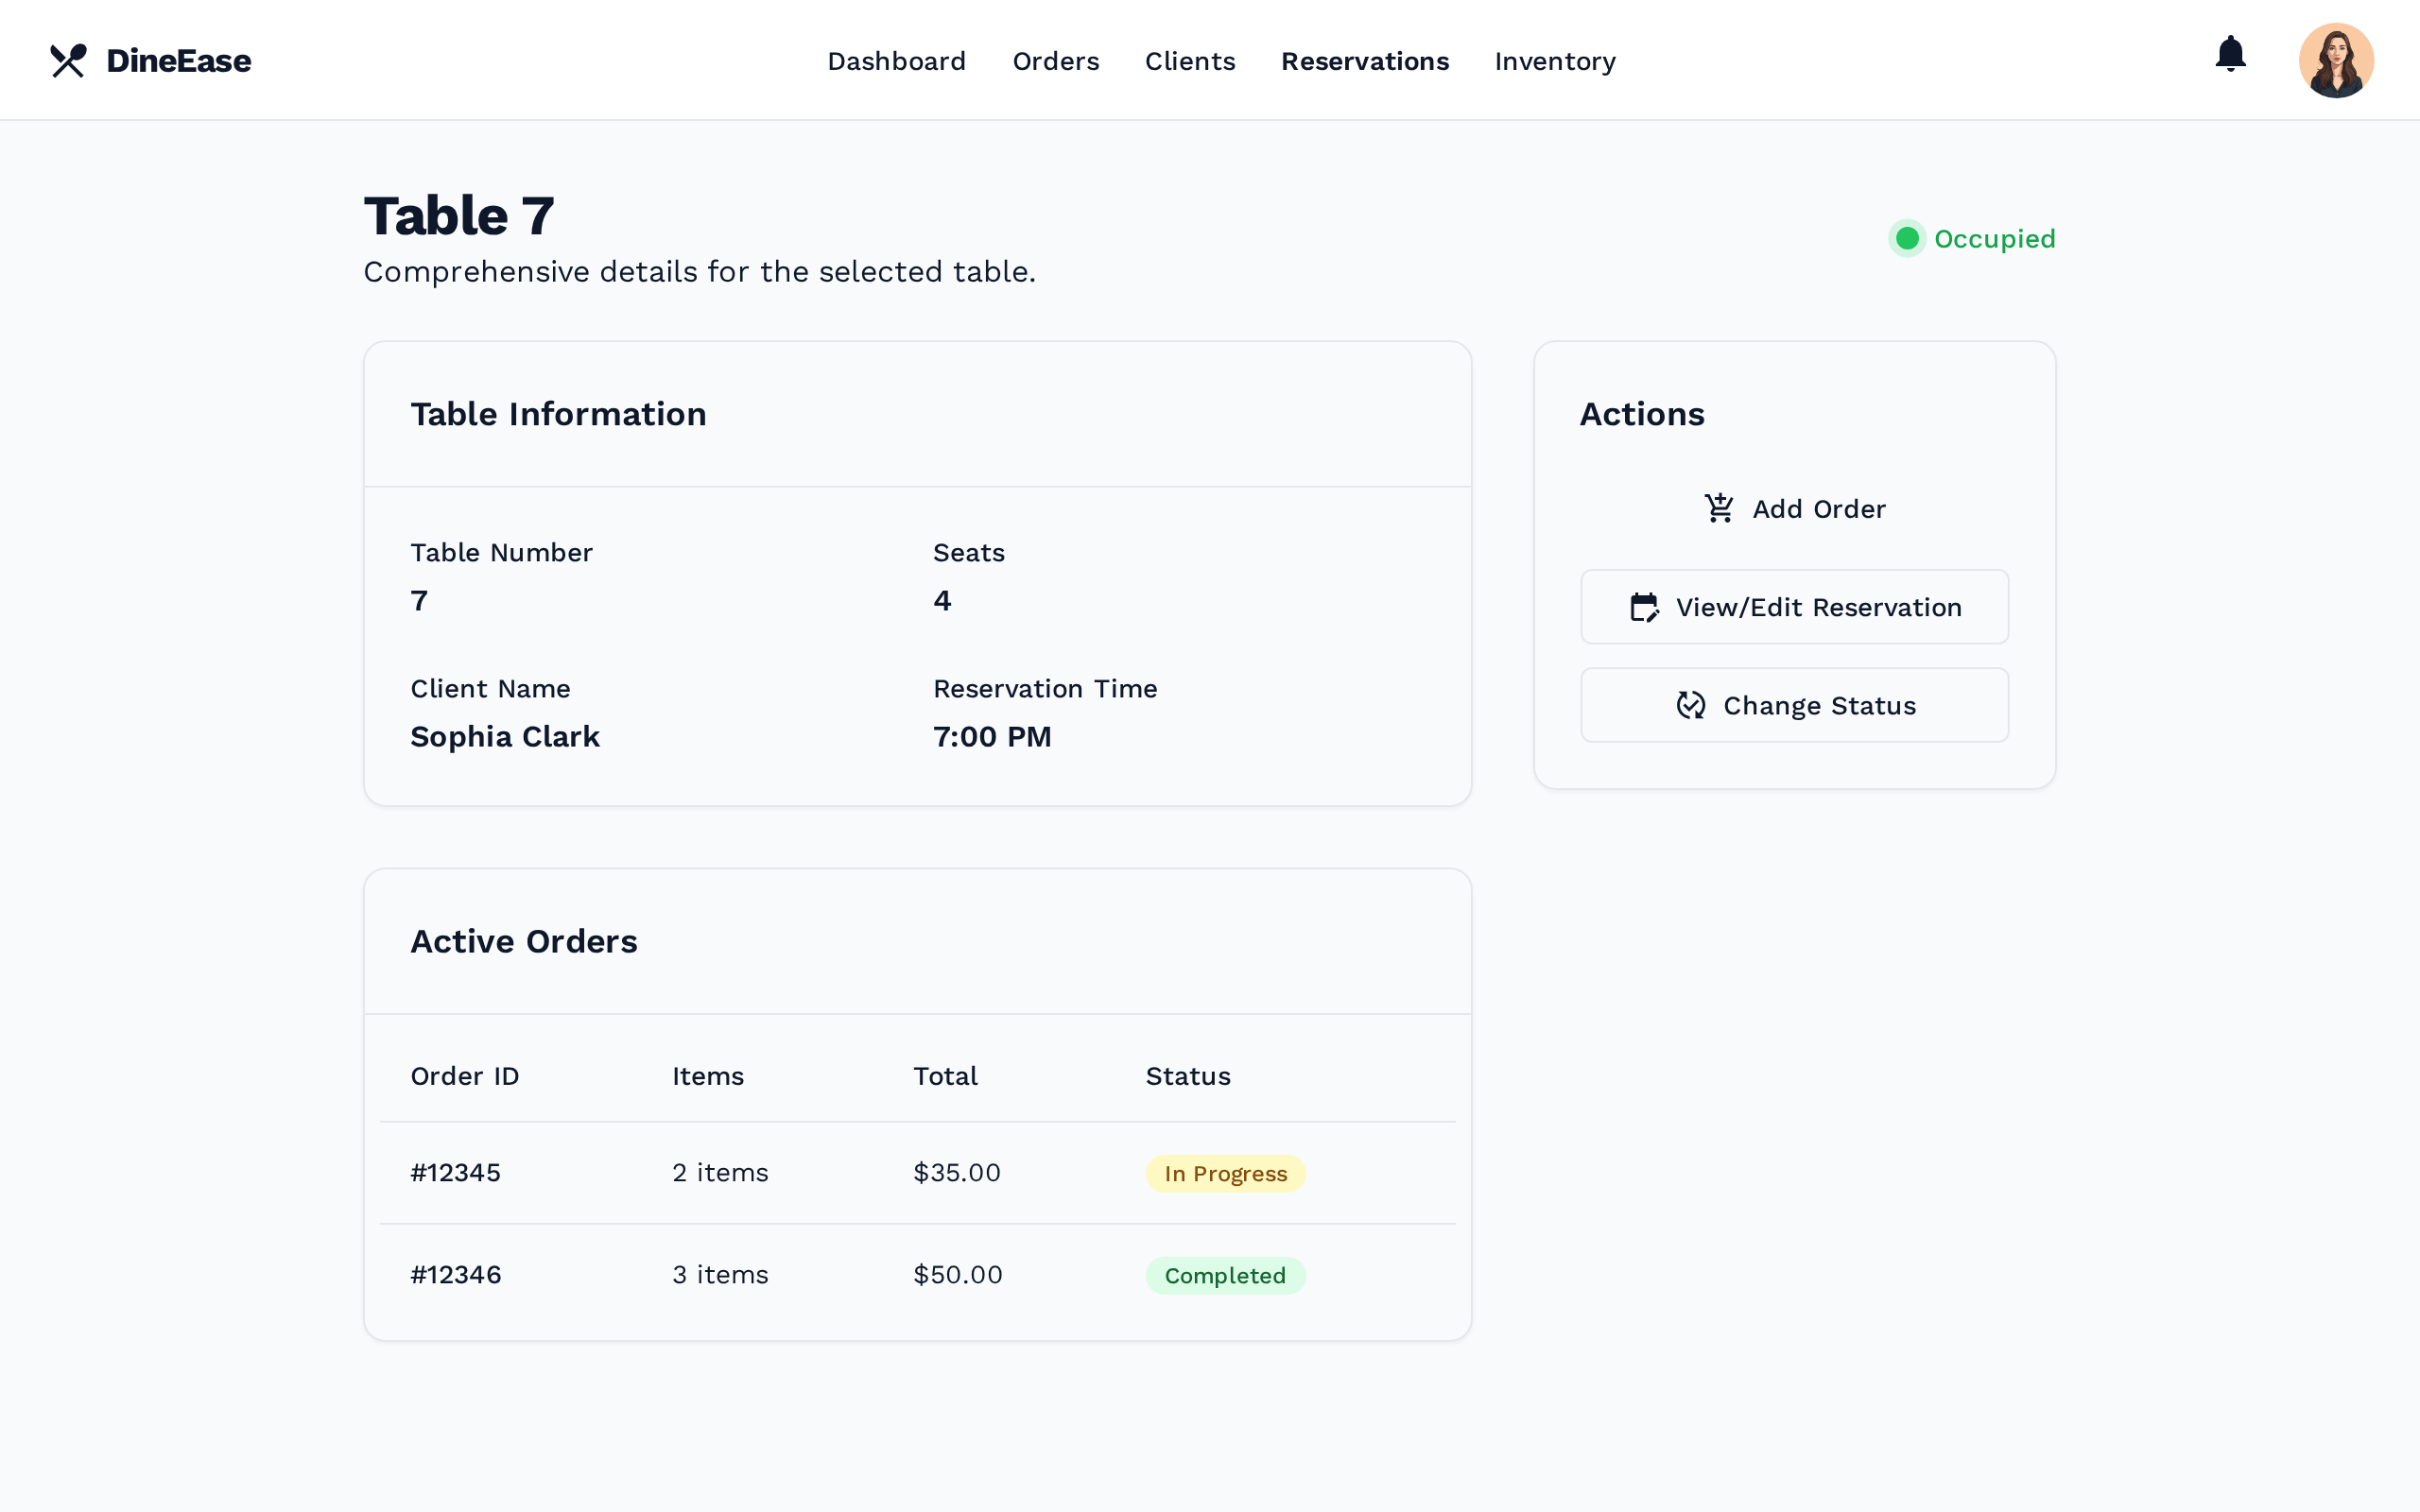 DineEase
Dashboard Orders Clients Reservations Inventory
Table 7
Comprehensive details for the selected table.
Occupied
Table Information
Table Number Seats
7 4
Client Name Reservation Time
Sophia Clark 7:00 PM
Actions
Add Order
View/Edit Reservation
Change Status
Active Orders
Order ID Items Total Status
#12345 2 items $35.00 In Progress
#12346 3 items $50.00 Completed